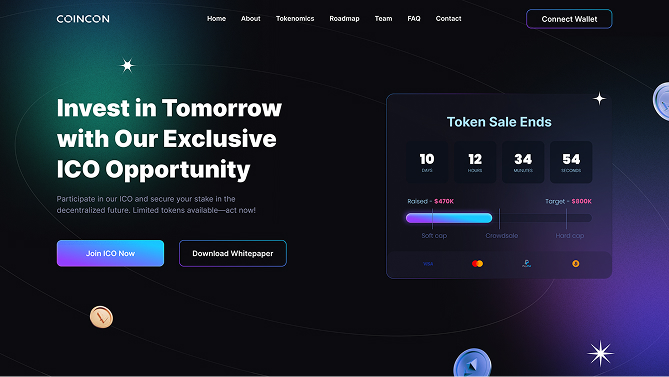 COINCON
Home About Tokenomics Roadmap Team FAQ Contact
Connect Wallet
Invest in Tomorrow
with Our Exclusive
ICO Opportunity
Participate in our ICO and secure your stake in the
decentralized future. Limited tokens available—act now!
Join ICO Now
Download Whitepaper
Token Sale Ends
10 12 34 54
DAYS HOURS MINUTES SECONDS
Raised - $470K
Target - $800K
Soft cap Crowdsale Hard cap
VISA